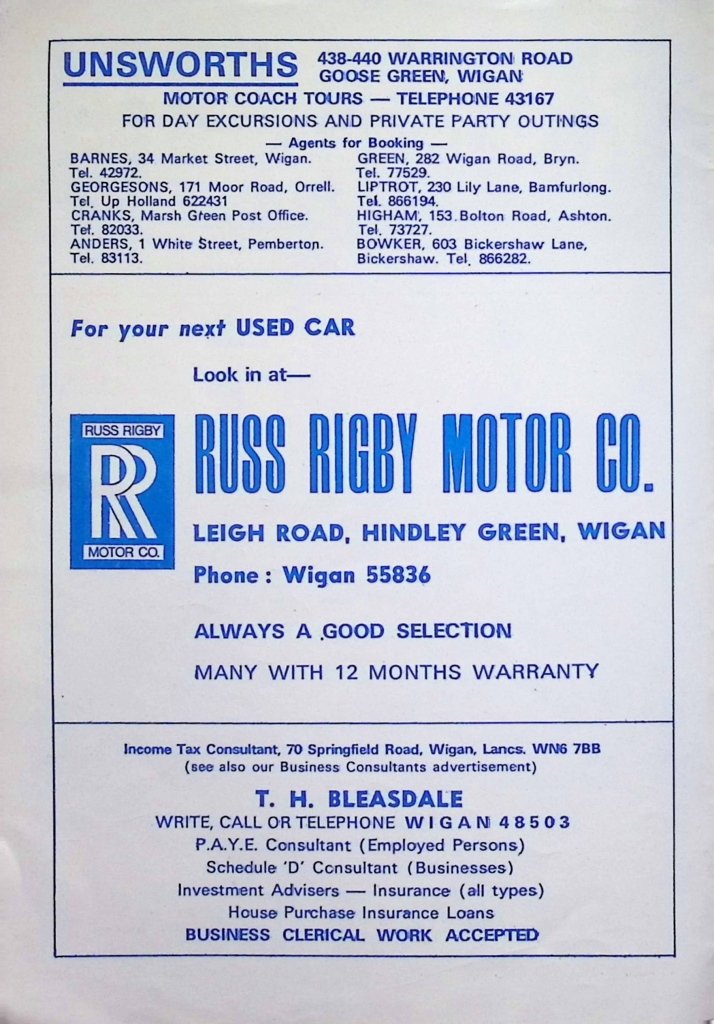 UNSWORTHS
438-440 WARRINGTON ROAD
GOOSE GREEN, WIGAN
MOTOR COACH TOURS — TELEPHONE 43167
FOR DAY EXCURSIONS AND PRIVATE PARTY OUTINGS
— Agents for Booking —
BARNES, 34 Market Street, Wigan.
Tel. 42972.
GEORGESONS, 171 Moor Road, Orrell.
Tel. Up Holland 622431
CRANKS, Marsh Green Post Office.
Tel. 82033.
ANDERS, 1 White Street, Pemberton.
Tel. 83113.
GREEN, 282 Wigan Road, Bryn.
Tel. 77529.
LIPTROT, 230 Lily Lane, Bamfurlong.
Tel. 866194.
HIGHAM, 153 Bolton Road, Ashton.
Tel. 73727.
BOWKER, 603 Bickershaw Lane,
Bickershaw. Tel. 866282.
For your next USED CAR
Look in at—
RUSS RIGBY
RR
MOTOR CO.
RUSS RIGBY MOTOR CO.
LEIGH ROAD, HINDLEY GREEN, WIGAN
Phone : Wigan 55836
ALWAYS A GOOD SELECTION
MANY WITH 12 MONTHS WARRANTY
Income Tax Consultant, 70 Springfield Road, Wigan, Lancs. WN6 7BB
(see also our Business Consultants advertisement)
T. H. BLEASDALE
WRITE, CALL OR TELEPHONE WIGAN 48503
P.A.Y.E. Consultant (Employed Persons)
Schedule 'D' Consultant (Businesses)
Investment Advisers — Insurance (all types)
House Purchase Insurance Loans
BUSINESS CLERICAL WORK ACCEPTED